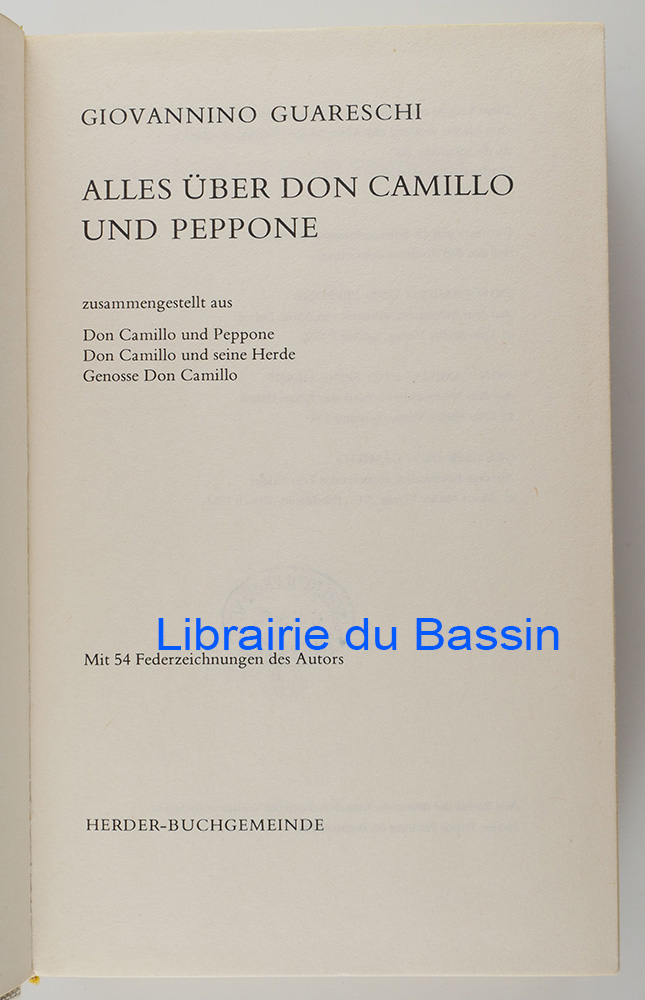 GIOVANNINO GUARESCHI
ALLES ÜBER DON CAMILLO
UND PEPPONE
zusammengestellt aus
Don Camillo und Peppone
Don Camillo und seine Herde
Genosse Don Camillo
Librairie du Bassin
Mit 54 Federzeichnungen des Autors
HERDER-BUCHGEMEINDE